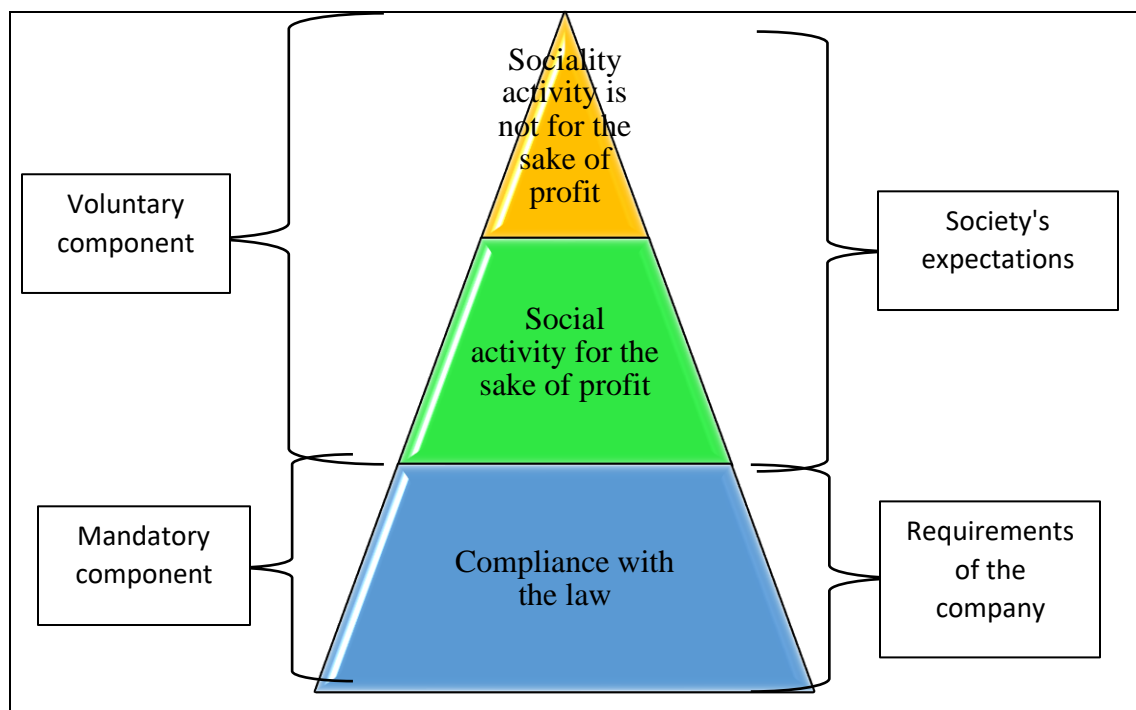 Sociality
activity is
not for the
sake of
profit
Voluntary
component
Society's
expectations
Social
activity for the
sake of profit
Mandatory
component
Compliance with
the law
Requirements
of the
company